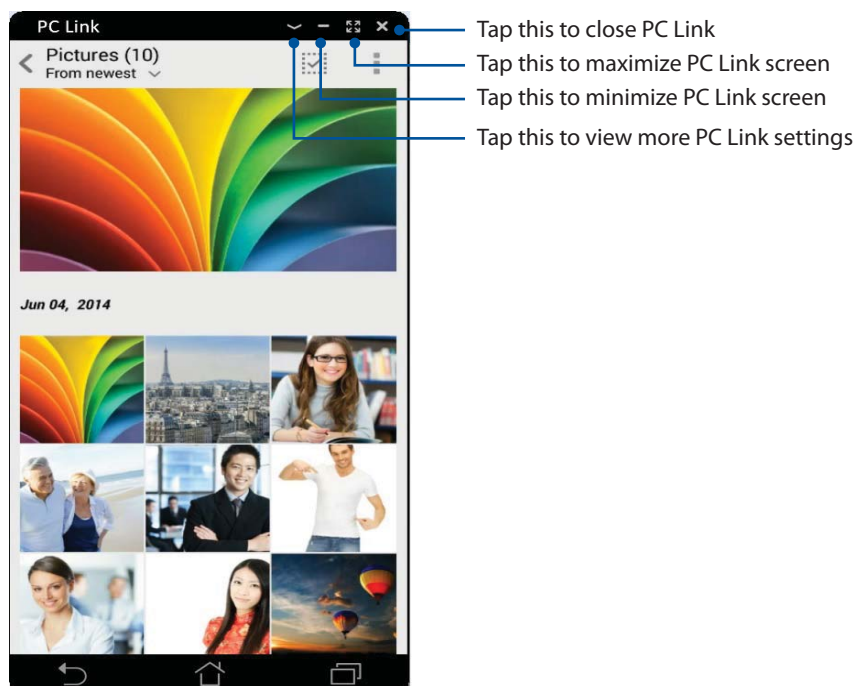 PC Link
Pictures (10)
From newest
Jun 04, 2014
Tap this to close PC Link
Tap this to maximize PC Link screen
Tap this to minimize PC Link screen
Tap this to view more PC Link settings